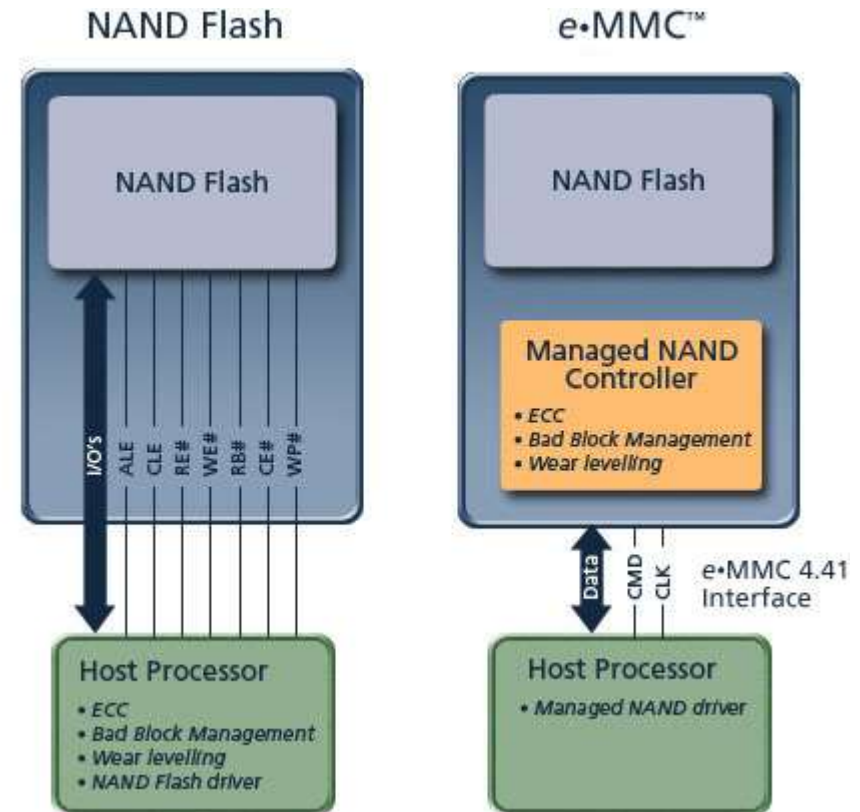 NAND Flash
NAND Flash
I/O's
ALE
CLE
RE#
WE#
RB#
CE#
WP#
Host Processor
• ECC
• Bad Block Management
• Wear levelling
• NAND Flash driver
e•MMC™
NAND Flash
Managed NAND
Controller
• ECC
• Bad Block Management
• Wear levelling
Data
CMD
CLK
e•MMC 4.41
Interface
Host Processor
• Managed NAND driver